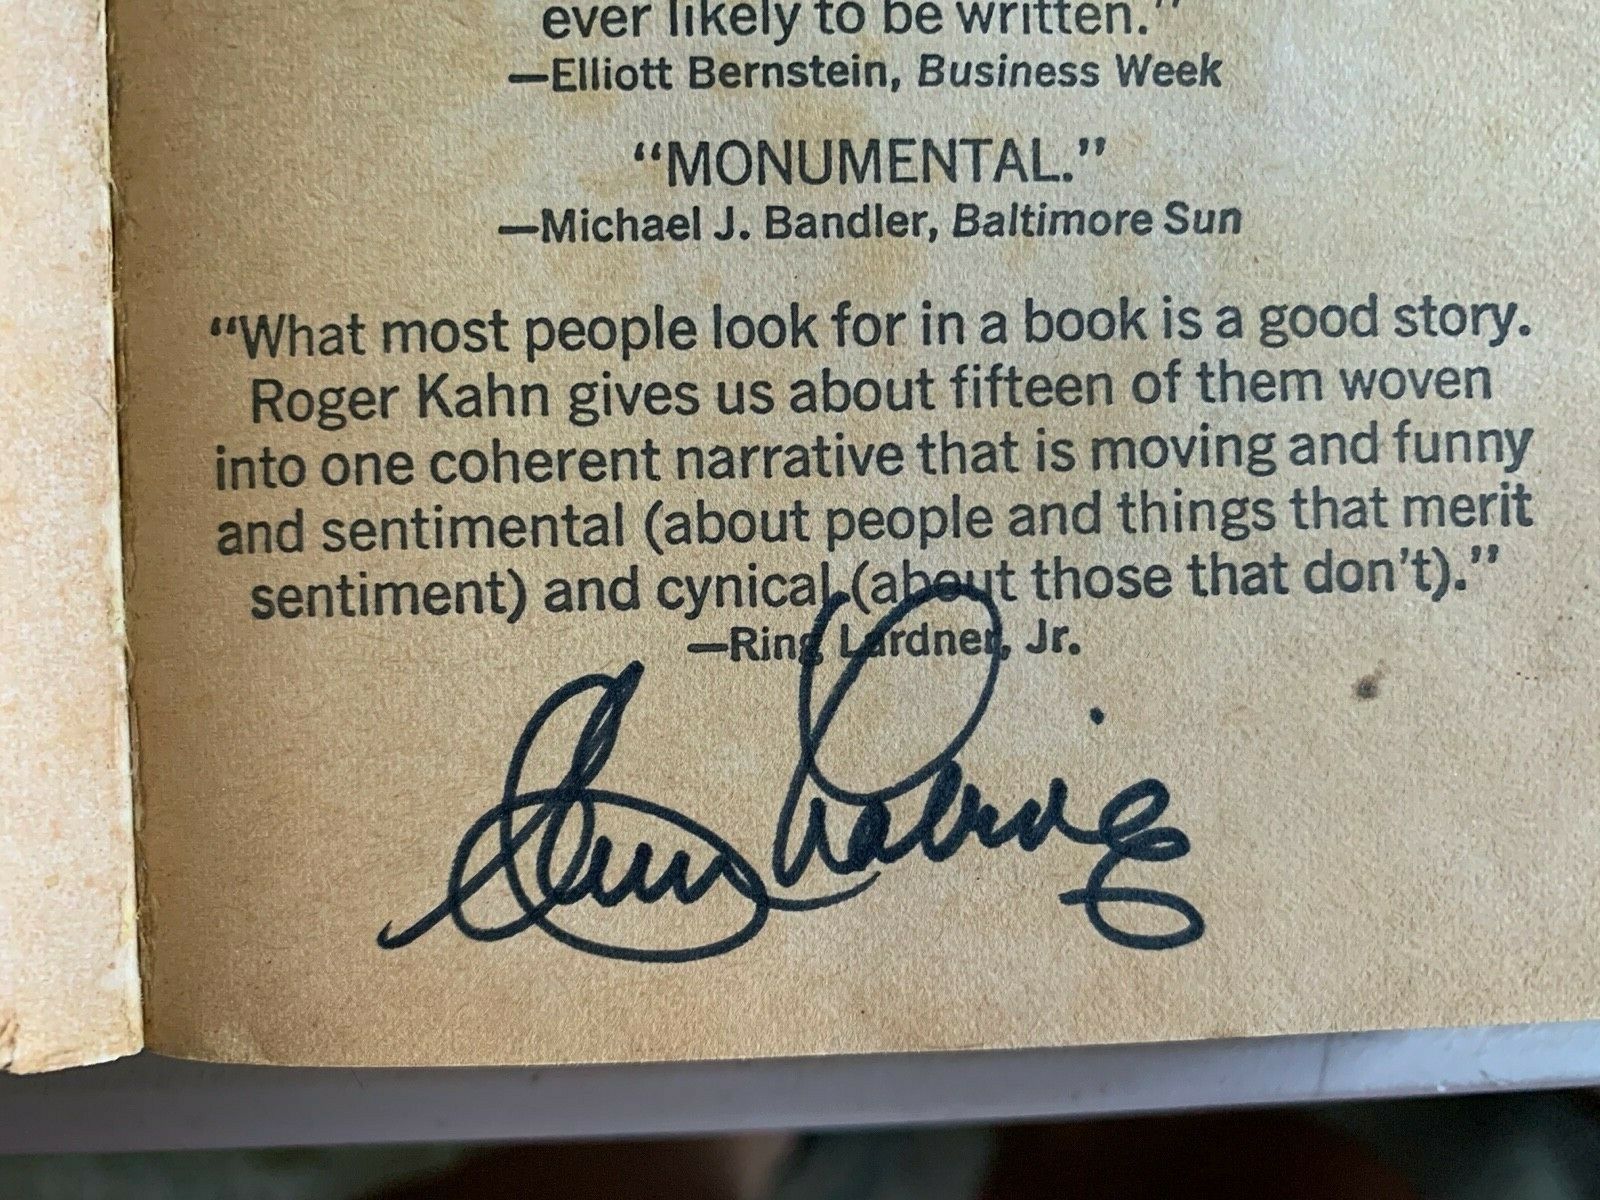 ever likely to be written."
—Elliott Bernstein, Business Week
“MONUMENTAL.”
—Michael J. Bandler, Baltimore Sun
“What most people look for in a book is a good story.
Roger Kahn gives us about fifteen of them woven
into one coherent narrative that is moving and funny
and sentimental (about people and things that merit
sentiment) and cynical (about those that don't).”
—Ring Lardner, Jr.